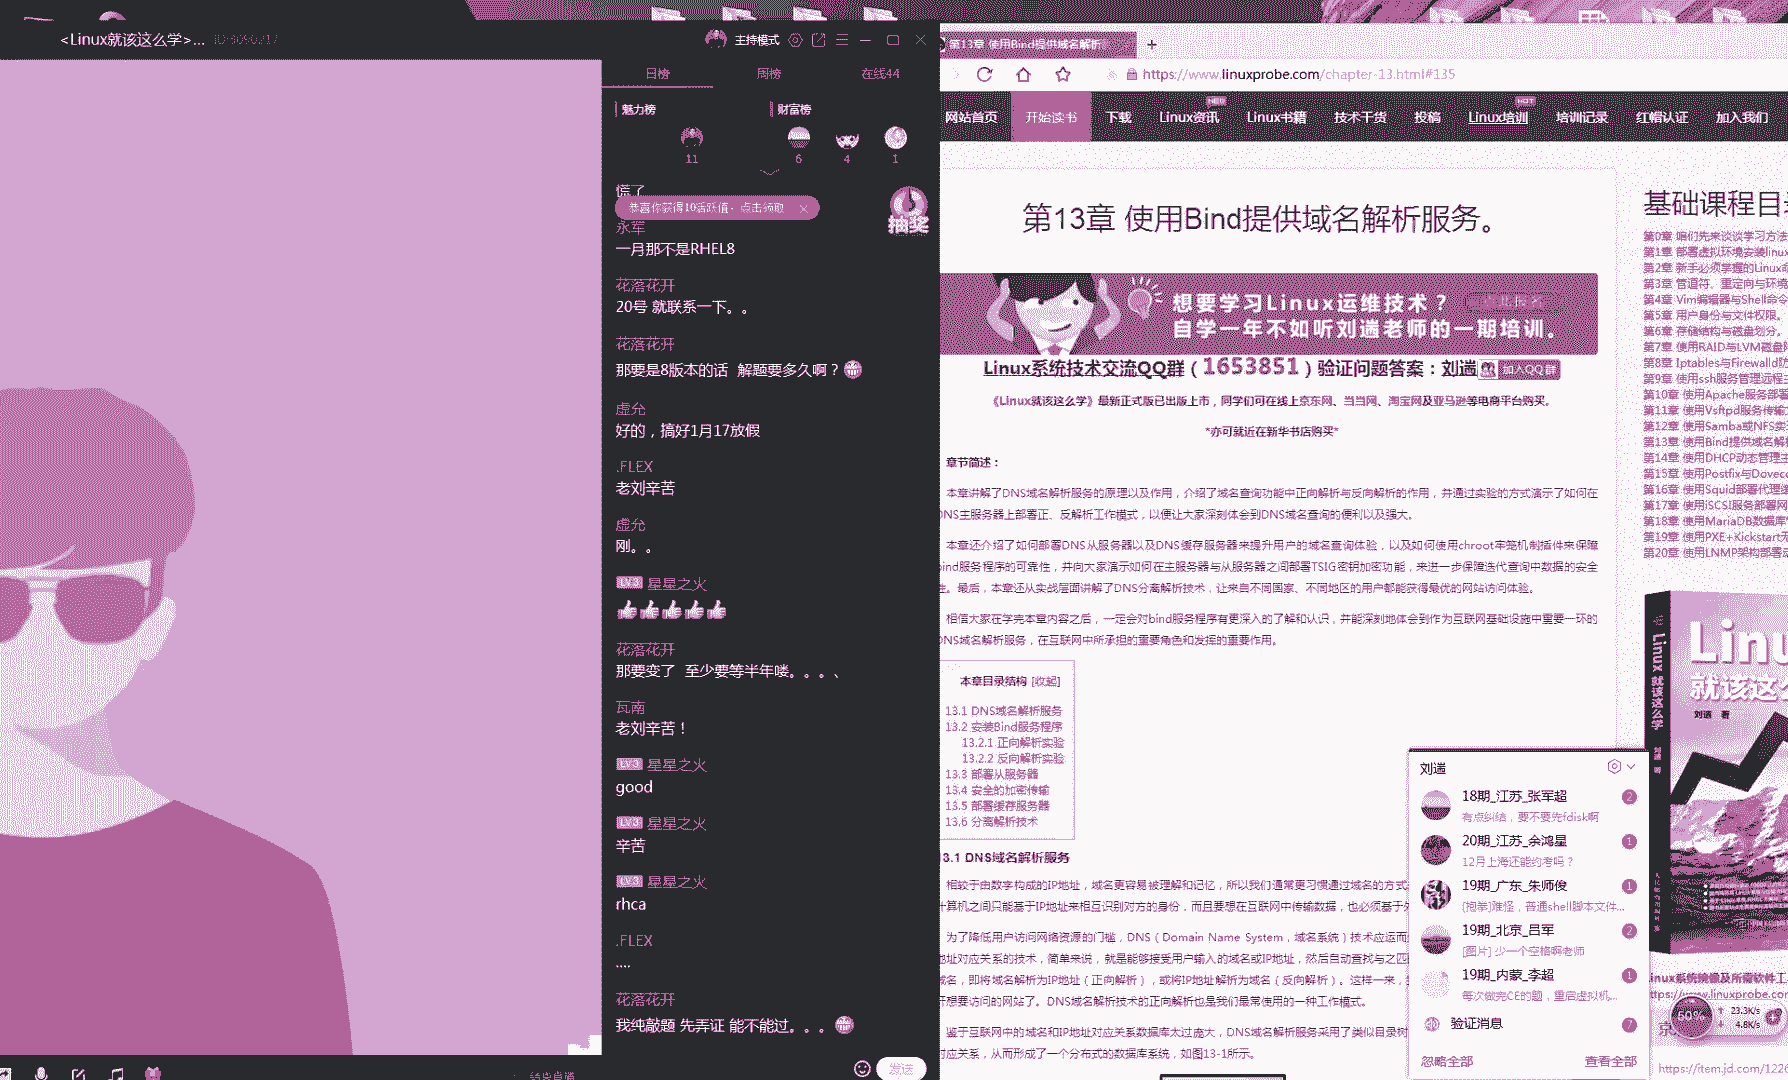 <Linux就该这么学>...
主持模式
日榜
周榜
在线44
魅力榜
财富榜
11
6
4
1
慌了
恭喜你获得10活跃值，点击领取
抽奖
永军
一月那不是RHEL8
花落花开
20号 就联系一下。。
花落花开
那要是8版本的话 解题要多久啊？
虚允
好的，搞好1月17放假
.FLEX
老刘辛苦
虚允
刚。。
LV.3 星星之火
花落花开
那要变了 至少要等半年喽。。。、
瓦南
老刘辛苦！
LV.3 星星之火
good
LV.3 星星之火
辛苦
LV.3 星星之火
rhca
.FLEX
....
花落花开
我纯敲题 先弄证 能不能过。。。
发送
第13章 使用Bind提供域名解析
https://www.linuxprobe.com/chapter-13.html#135
网站首页
开始读书
下载
Linux资讯
NEW
Linux书籍
技术干货
投稿
Linux培训
HOT
培训记录
红帽认证
加入我们
第13章 使用Bind提供域名解析服务。
想要学习Linux运维技术？
自学一年不如听刘遄老师的一期培训。
Linux系统技术交流QQ群（1653851）验证问题答案：刘遄 加入QQ群
《Linux就该这么学》最新正式版已出版上市，同学们可在线上京东网、当当网、淘宝网及亚马逊等电商平台购买。
*亦可就近在新华书店购买*
章节简述：
本章讲解了DNS域名解析服务的原理以及作用，介绍了域名查询功能中正向解析与反向解析的作用，并通过实验的方式演示了如何在
DNS主服务器上部署正、反解析工作模式，以便让大家深刻体会到DNS域名查询的便利以及强大。
本章还介绍了如何部署DNS从服务器以及DNS缓存服务器来提升用户的域名查询体验，以及如何使用chroot牢笼机制插件来保障
bind服务程序的可靠性，并向大家演示如何在主服务器与从服务器之间部署TSIG密钥加密功能，来进一步保障迭代查询中数据的安全
性。最后，本章还从实战层面讲解了DNS分离解析技术，让来自不同国家、不同地区的用户都能获得最优的网站访问体验。
相信大家在学完本章内容之后，一定会对bind服务程序有更深入的了解和认识，并能深刻地体会到作为互联网基础设施中重要一环的
DNS域名解析服务，在互联网中所承担的重要角色和发挥的重要作用。
本章目录结构 [收起]
13.1 DNS域名解析服务
13.2 安装Bind服务程序
13.2.1 正向解析实验
13.2.2 反向解析实验
13.3 部署从服务器
13.4 安全的加密传输
13.5 部署缓存服务器
13.6 分离解析技术
13.1 DNS域名解析服务
相较于由数字构成的IP地址，域名更容易被理解和记忆，所以我们通常更习惯通过域名的方式
计算机之间只能基于IP地址来相互识别对方的身份，而且要想在互联网中传输数据，也必须基于
为了降低用户访问网络资源的门槛，DNS（Domain Name System，域名系统）技术应运而
地址对应关系的技术，简单来说，就是能够接受用户输入的域名或IP地址，然后自动查找与之匹
域名，即将域名解析为IP地址（正向解析），或将IP地址解析为域名（反向解析）。这样一来，
开想要访问的网站了。DNS域名解析技术的正向解析也是我们最常使用的一种工作模式。
鉴于互联网中的域名和IP地址对应关系数据库太过庞大，DNS域名解析服务采用了类似目录树
对应关系，从而形成了一个分布式的数据库系统，如图13-1所示。
基础课程目录
第0章 咱们先来谈谈学习方法
第1章 部署虚拟环境安装linux
第2章 新手必须掌握的Linux命
第3章 管道符、重定向与环境
第4章 Vim编辑器与Shell命令
第5章 用户身份与文件权限。
第6章 存储结构与磁盘划分。
第7章 使用RAID与LVM磁盘
第8章 Iptables与Firewalld防
第9章 使用ssh服务管理远程主
第10章 使用Apache服务部署
第11章 使用Vsftpd服务传输
第12章 使用Samba或NFS实
第13章 使用Bind提供域名解析
第14章 使用DHCP动态管理主
第15章 使用Postfix与Dovecot
第16章 使用Squid部署代理缓
第17章 使用iSCSI服务部署网
第18章 使用MariaDB数据库
第19章 使用PXE+Kickstart无
第20章 使用LNMP架构部署动
Linux
就该这么学
刘遄 著
Linux 就该这么学
刘遄
18期_江苏_张军超
2
有点纠结，要不要先fdisk啊
20期_江苏_余鸿星
1
12月上海还能约考吗？
19期_广东_朱师俊
1
[抱拳]难怪，普通shell脚本文件...
19期_北京_吕军
2
[图片] 少一个空格啊老师
19期_内蒙_李超
1
每次做完CE的题，重启虚拟机...
验证消息
7
忽略全部
查看全部
Linux系统镜像及所需软件工
https://www.linuxprobe.com
60%
23.3K/s
4.8K/s
京
https://item.jd.com/1226